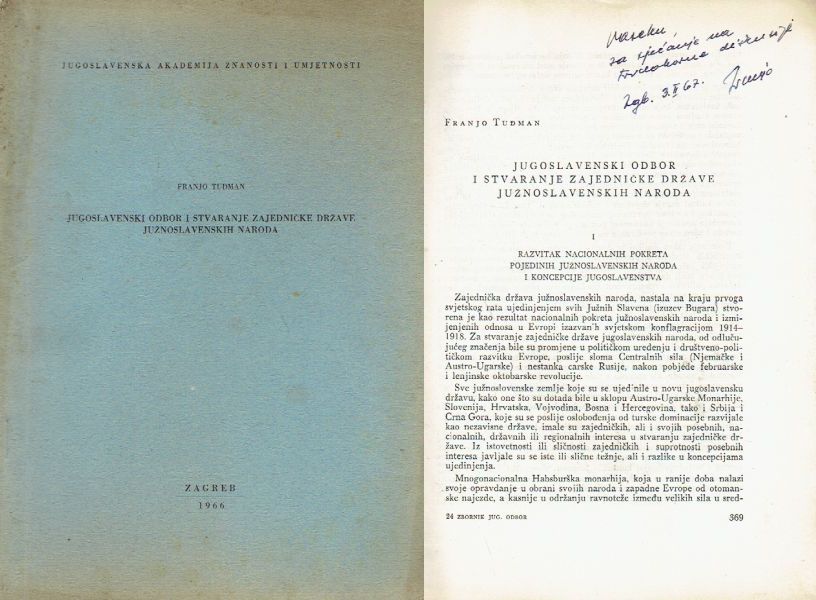 JUGOSLAVENSKA AKADEMIJA ZNANOSTI I UMJETNOSTI
FRANJO TUĐMAN
JUGOSLAVENSKI ODBOR I STVARANJE ZAJEDNIČKE DRŽAVE
JUŽNOSLAVENSKIH NARODA
ZAGREB
1966
za sjećanje na
Zgb. 3. II 67.
Franjo
FRANJO TUĐMAN
JUGOSLAVENSKI ODBOR
I STVARANJE ZAJEDNIČKE DRŽAVE
JUŽNOSLAVENSKIH NARODA
I
RAZVITAK NACIONALNIH POKRETA
POJEDINIH JUŽNOSLAVENSKIH NARODA
I KONCEPCIJE JUGOSLAVENSTVA
Zajednička država južnoslavenskih naroda, nastala na kraju prvoga
svjetskog rata ujedinjenjem svih Južnih Slavena (izuzev Bugara) stvo-
rena je kao rezultat nacionalnih pokreta južnoslavenskih naroda i izmi-
jenjenih odnosa u Evropi izazvanih svjetskom konflagracijom 1914–
1918. Za stvaranje zajedničke države jugoslavenskih naroda, od odluču-
jućeg značenja bile su promjene u političkom uređenju i društveno-poli-
tičkom razvitku Evrope, poslije sloma Centralnih sila (Njemačke i
Austro-Ugarske) i nestanka carske Rusije, nakon pobjede februarske
i lenjinske oktobarske revolucije.
Sve južnoslovenske zemlje koje su se ujedinile u novu jugoslavensku
državu, kako one što su dotada bile u sklopu Austro-Ugarske Monarhije,
Slovenija, Hrvatska, Vojvodina, Bosna i Hercegovina, tako i Srbija i
Crna Gora, koje su se poslije oslobođenja od turske dominacije razvijale
kao nezavisne države, imale su zajedničkih, ali i svojih posebnih, na-
cionalnih, državnih ili regionalnih interesa u stvaranju zajedničke dr-
žave. Iz istovetnosti ili sličnosti zajedničkih i suprotnosti posebnih
interesa javljale su se iste ili slične težnje, ali i razlike u koncepcijama
ujedinjenja.
Mnogonacionalna Habsburška monarhija, koja u ranije doba nalazi
svoje opravdanje u obrani svojih naroda i zapadne Evrope od otoman-
ske najezde, a kasnije u održanju ravnoteže između velikih sila u sred-
24 ZBORNIK JUG. ODBOR
369